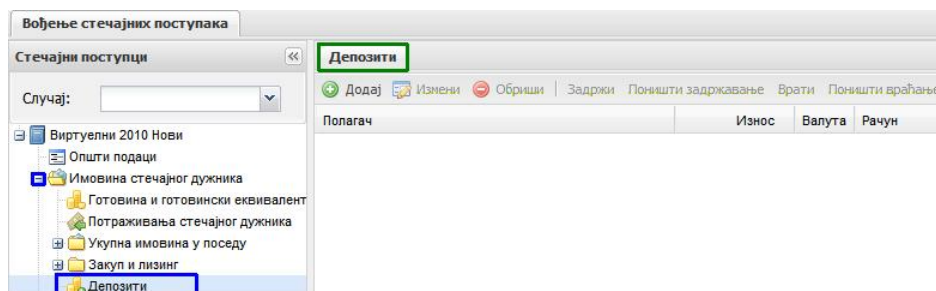 Вођење стечајних поступака
Стечајни поступци
Депозити
Случај:
Додај Измени Обриши Задржи Поништи задржавање Врати Поништи враћање
Полагач Износ Валута Рачун
Виртуелни 2010 Нови
Општи подаци
Имовина стечајног дужника
Готовина и готовински еквивалент
Потраживања стечајног дужника
Укупна имовина у поседу
Закуп и лизинг
Депозити